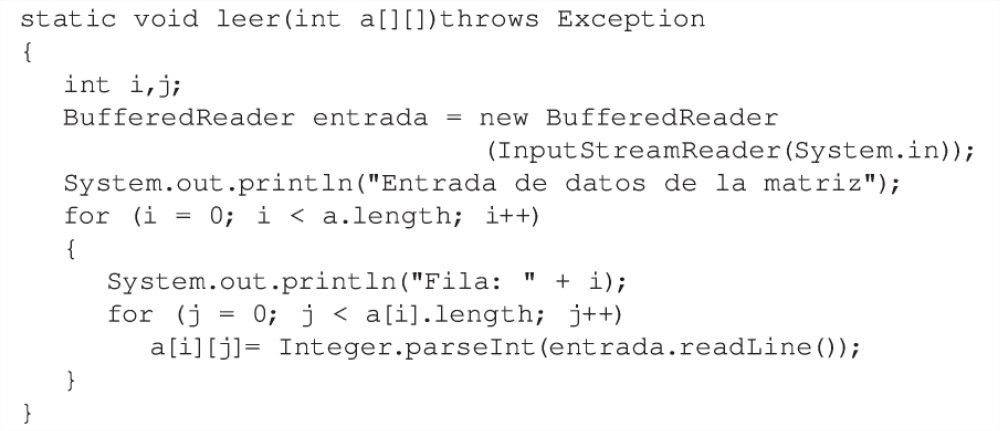 static void leer(int a[][])throws Exception
{
int i,j;
BufferedReader entrada = new BufferedReader
(InputStreamReader(System.in));
System.out.println("Entrada de datos de la matriz");
for (i = 0; i < a.length; i++)
{
System.out.println("Fila: " + i);
for (j = 0; j < a[i].length; j++)
a[i][j]= Integer.parseInt(entrada.readLine());
}
}